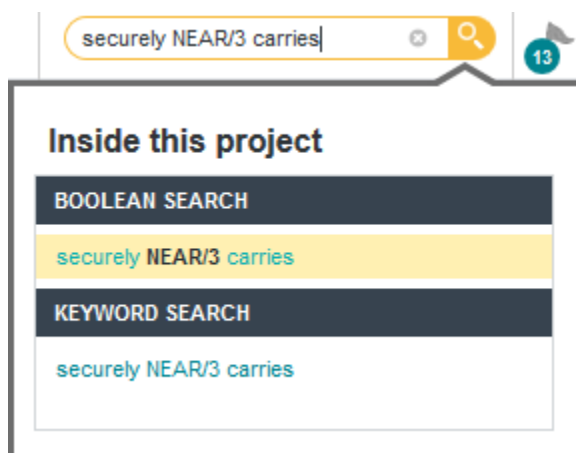 securely NEAR/3 carries
13
Inside this project
BOOLEAN SEARCH
securely NEAR/3 carries
KEYWORD SEARCH
securely NEAR/3 carries